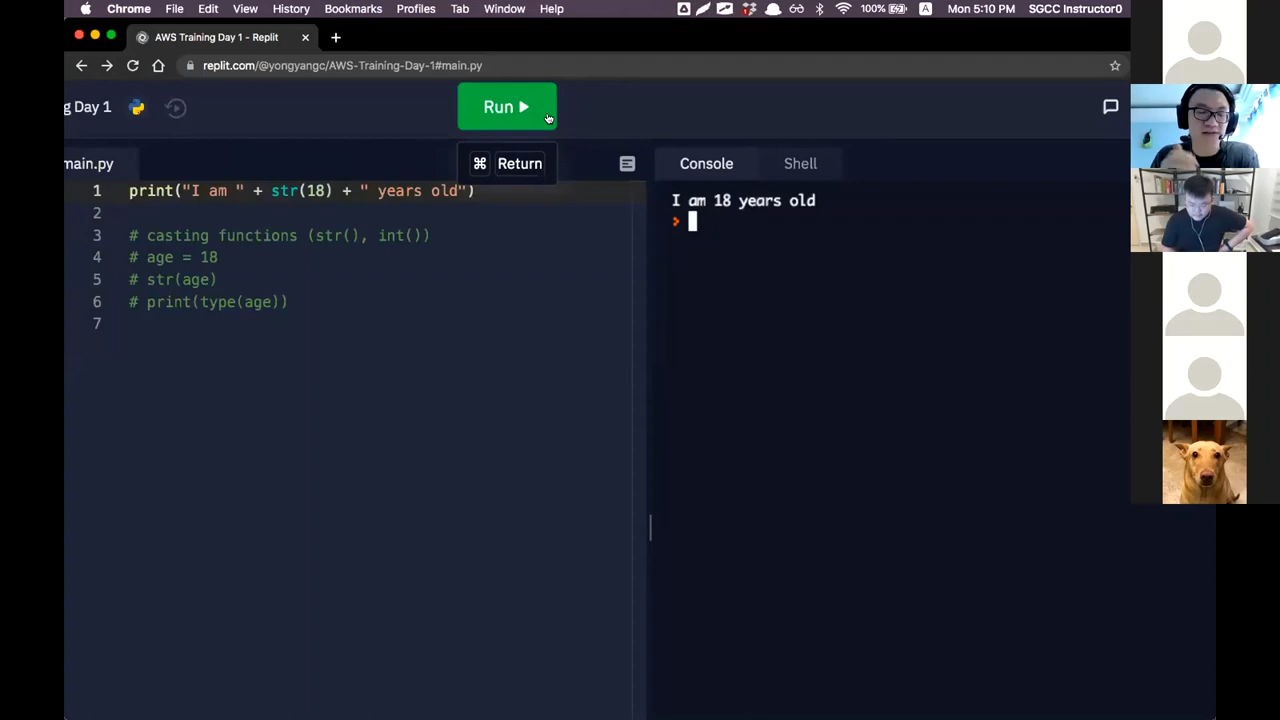 Chrome File Edit View History Bookmarks Profiles Tab Window Help 100% A Mon 5:10 PM SGCC Instructor0
AWS Training Day 1 - Replit
replit.com/@yongyangc/AWS-Training-Day-1#main.py
g Day 1
Run
⌘ Return
main.py
Console Shell
1 print("I am " + str(18) + " years old")
2
3 # casting functions (str(), int())
4 # age = 18
5 # str(age)
6 # print(type(age))
7
I am 18 years old